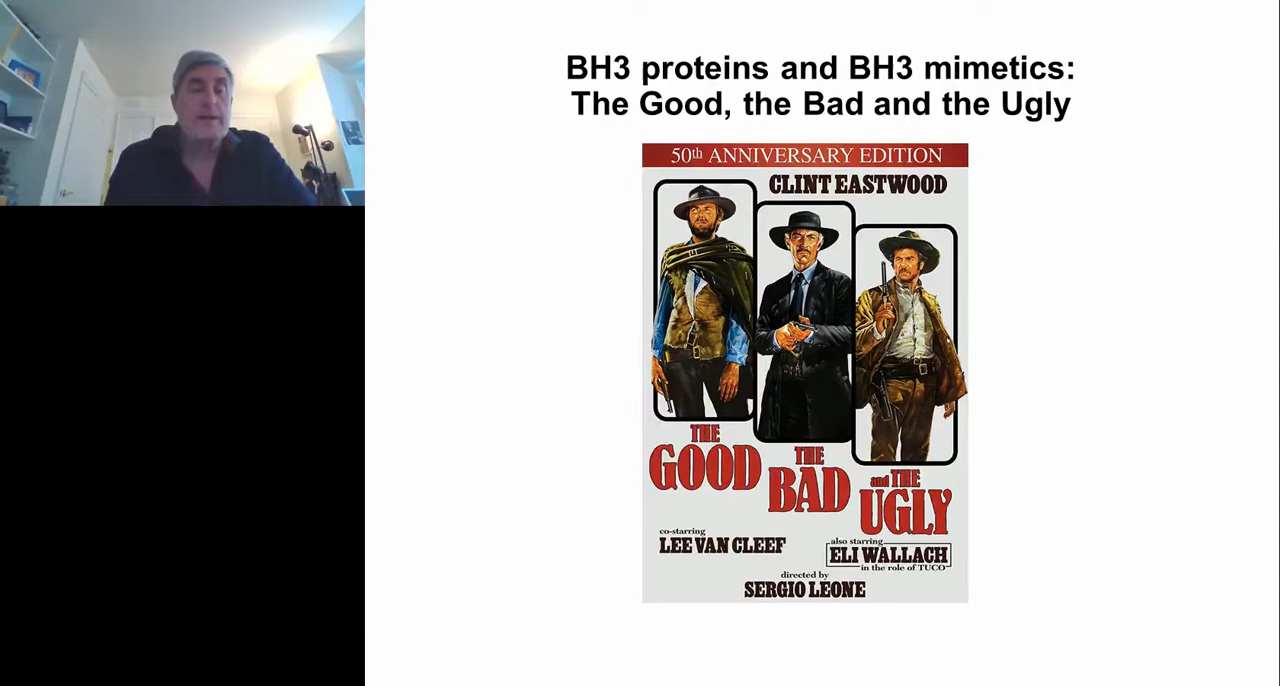 BH3 proteins and BH3 mimetics:
The Good, the Bad and the Ugly
50th ANNIVERSARY EDITION
CLINT EASTWOOD
THE
GOOD
THE
BAD
and THE
UGLY
co-starring
LEE VAN CLEEF
also starring
ELI WALLACH
in the role of TUCO
directed by
SERGIO LEONE